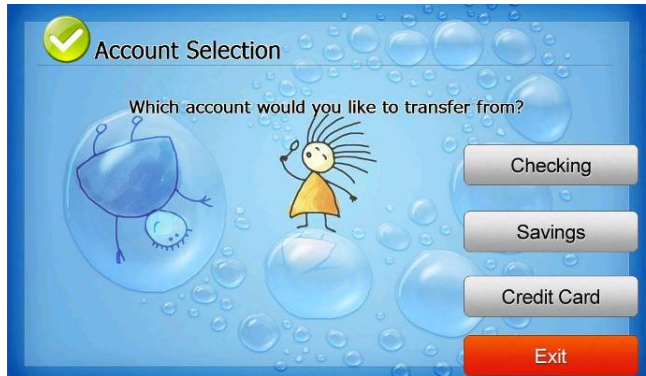 Account Selection
Which account would you like to transfer from?
Checking
Savings
Credit Card
Exit